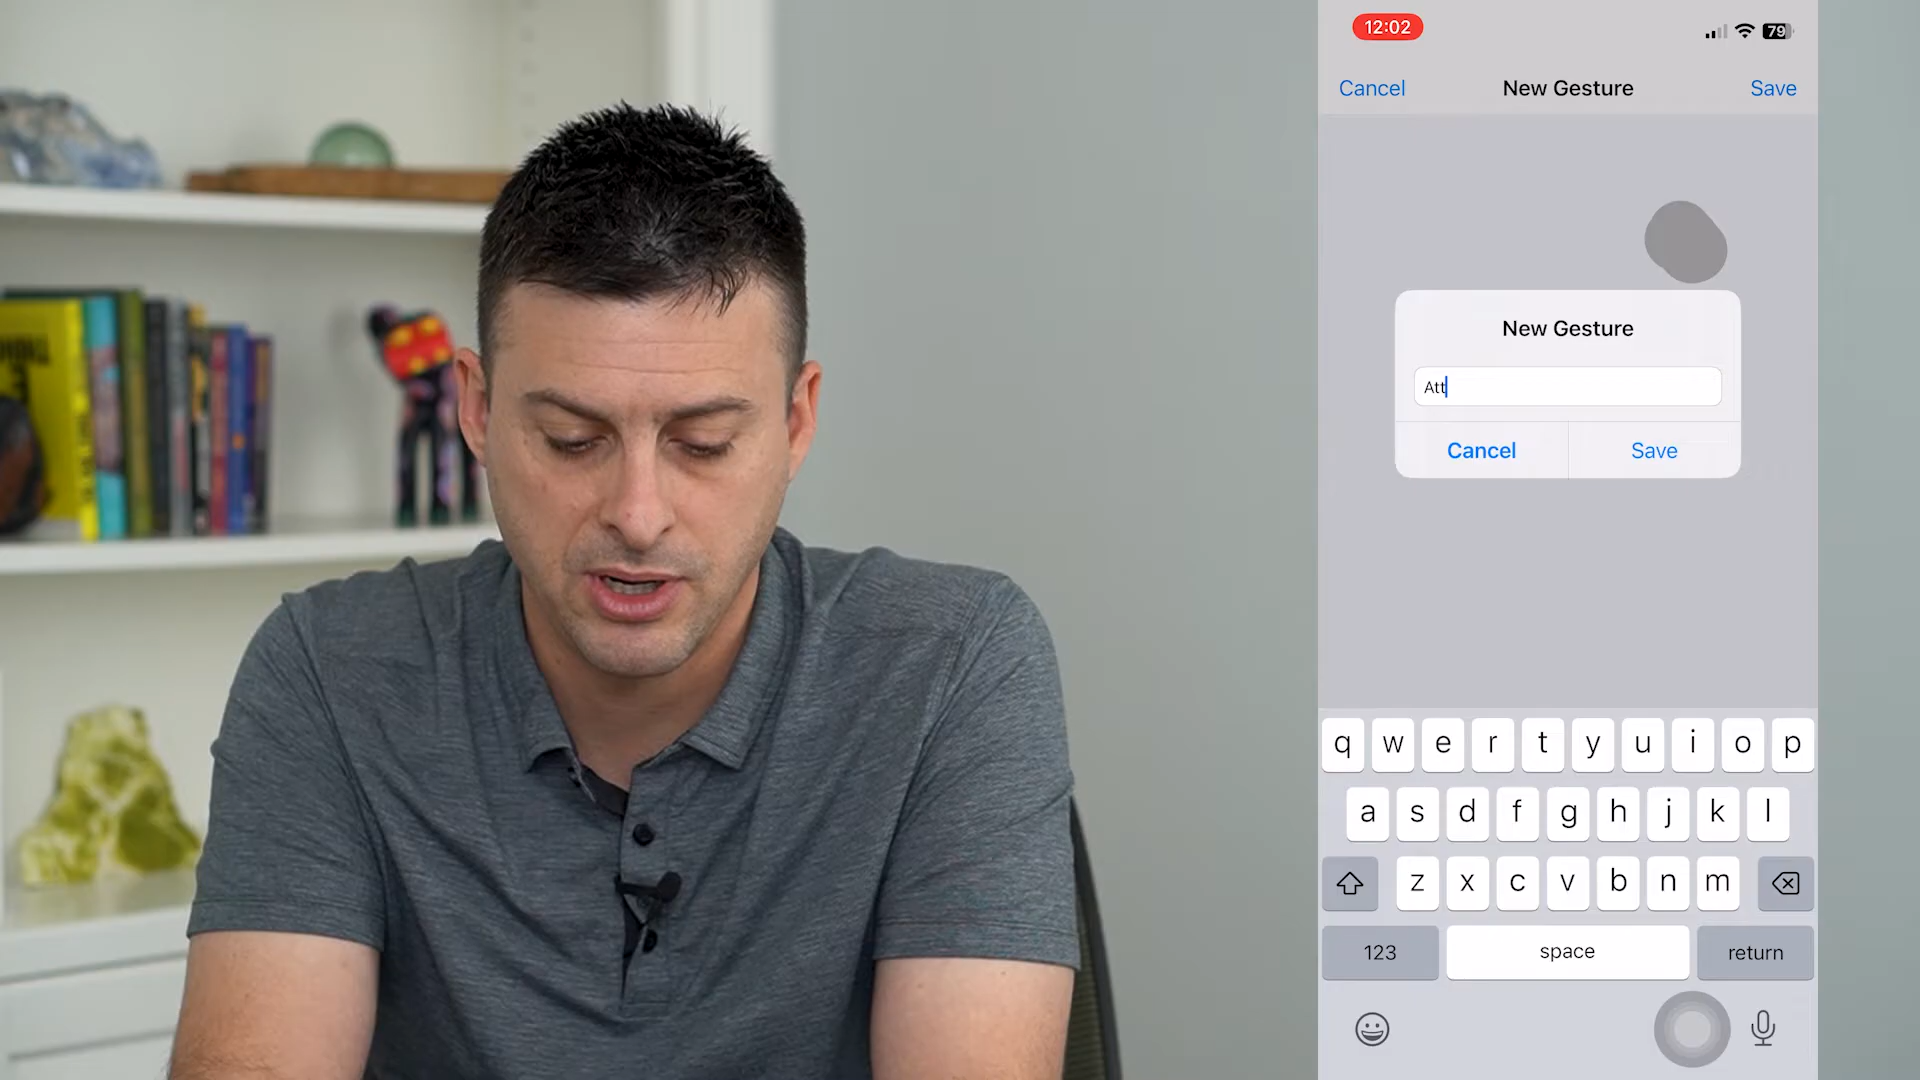 12:02
79
Cancel
New Gesture
Save
New Gesture
Att
Cancel
Save
q w e r t y u i o p
a s d f g h j k l
z x c v b n m
123
space
return